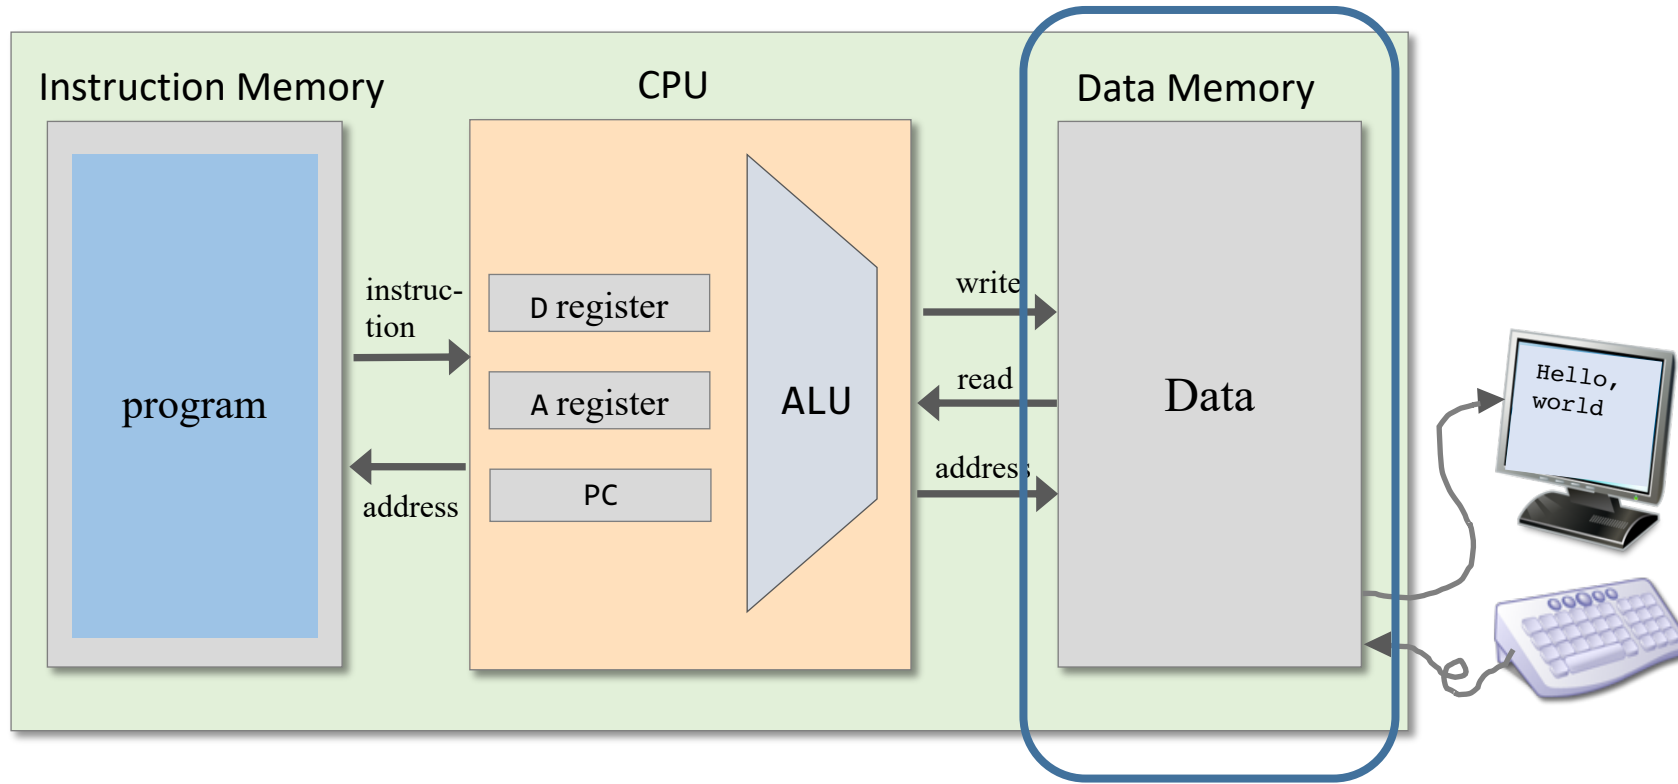 Instruction Memory
CPU
Data Memory
instruc-
tion
program
address
D register
A register
PC
ALU
write
read
address
Data
Hello,
world